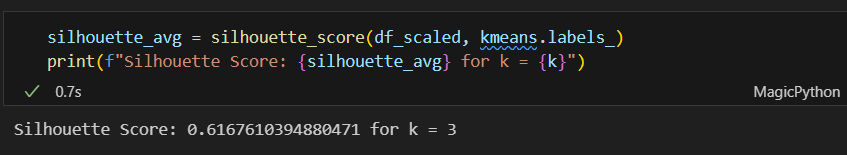 silhouette_avg = silhouette_score(df_scaled, kmeans.labels_)
print(f"Silhouette Score: {silhouette_avg} for k = {k}")
0.7s
MagicPython
Silhouette Score: 0.6167610394880471 for k = 3